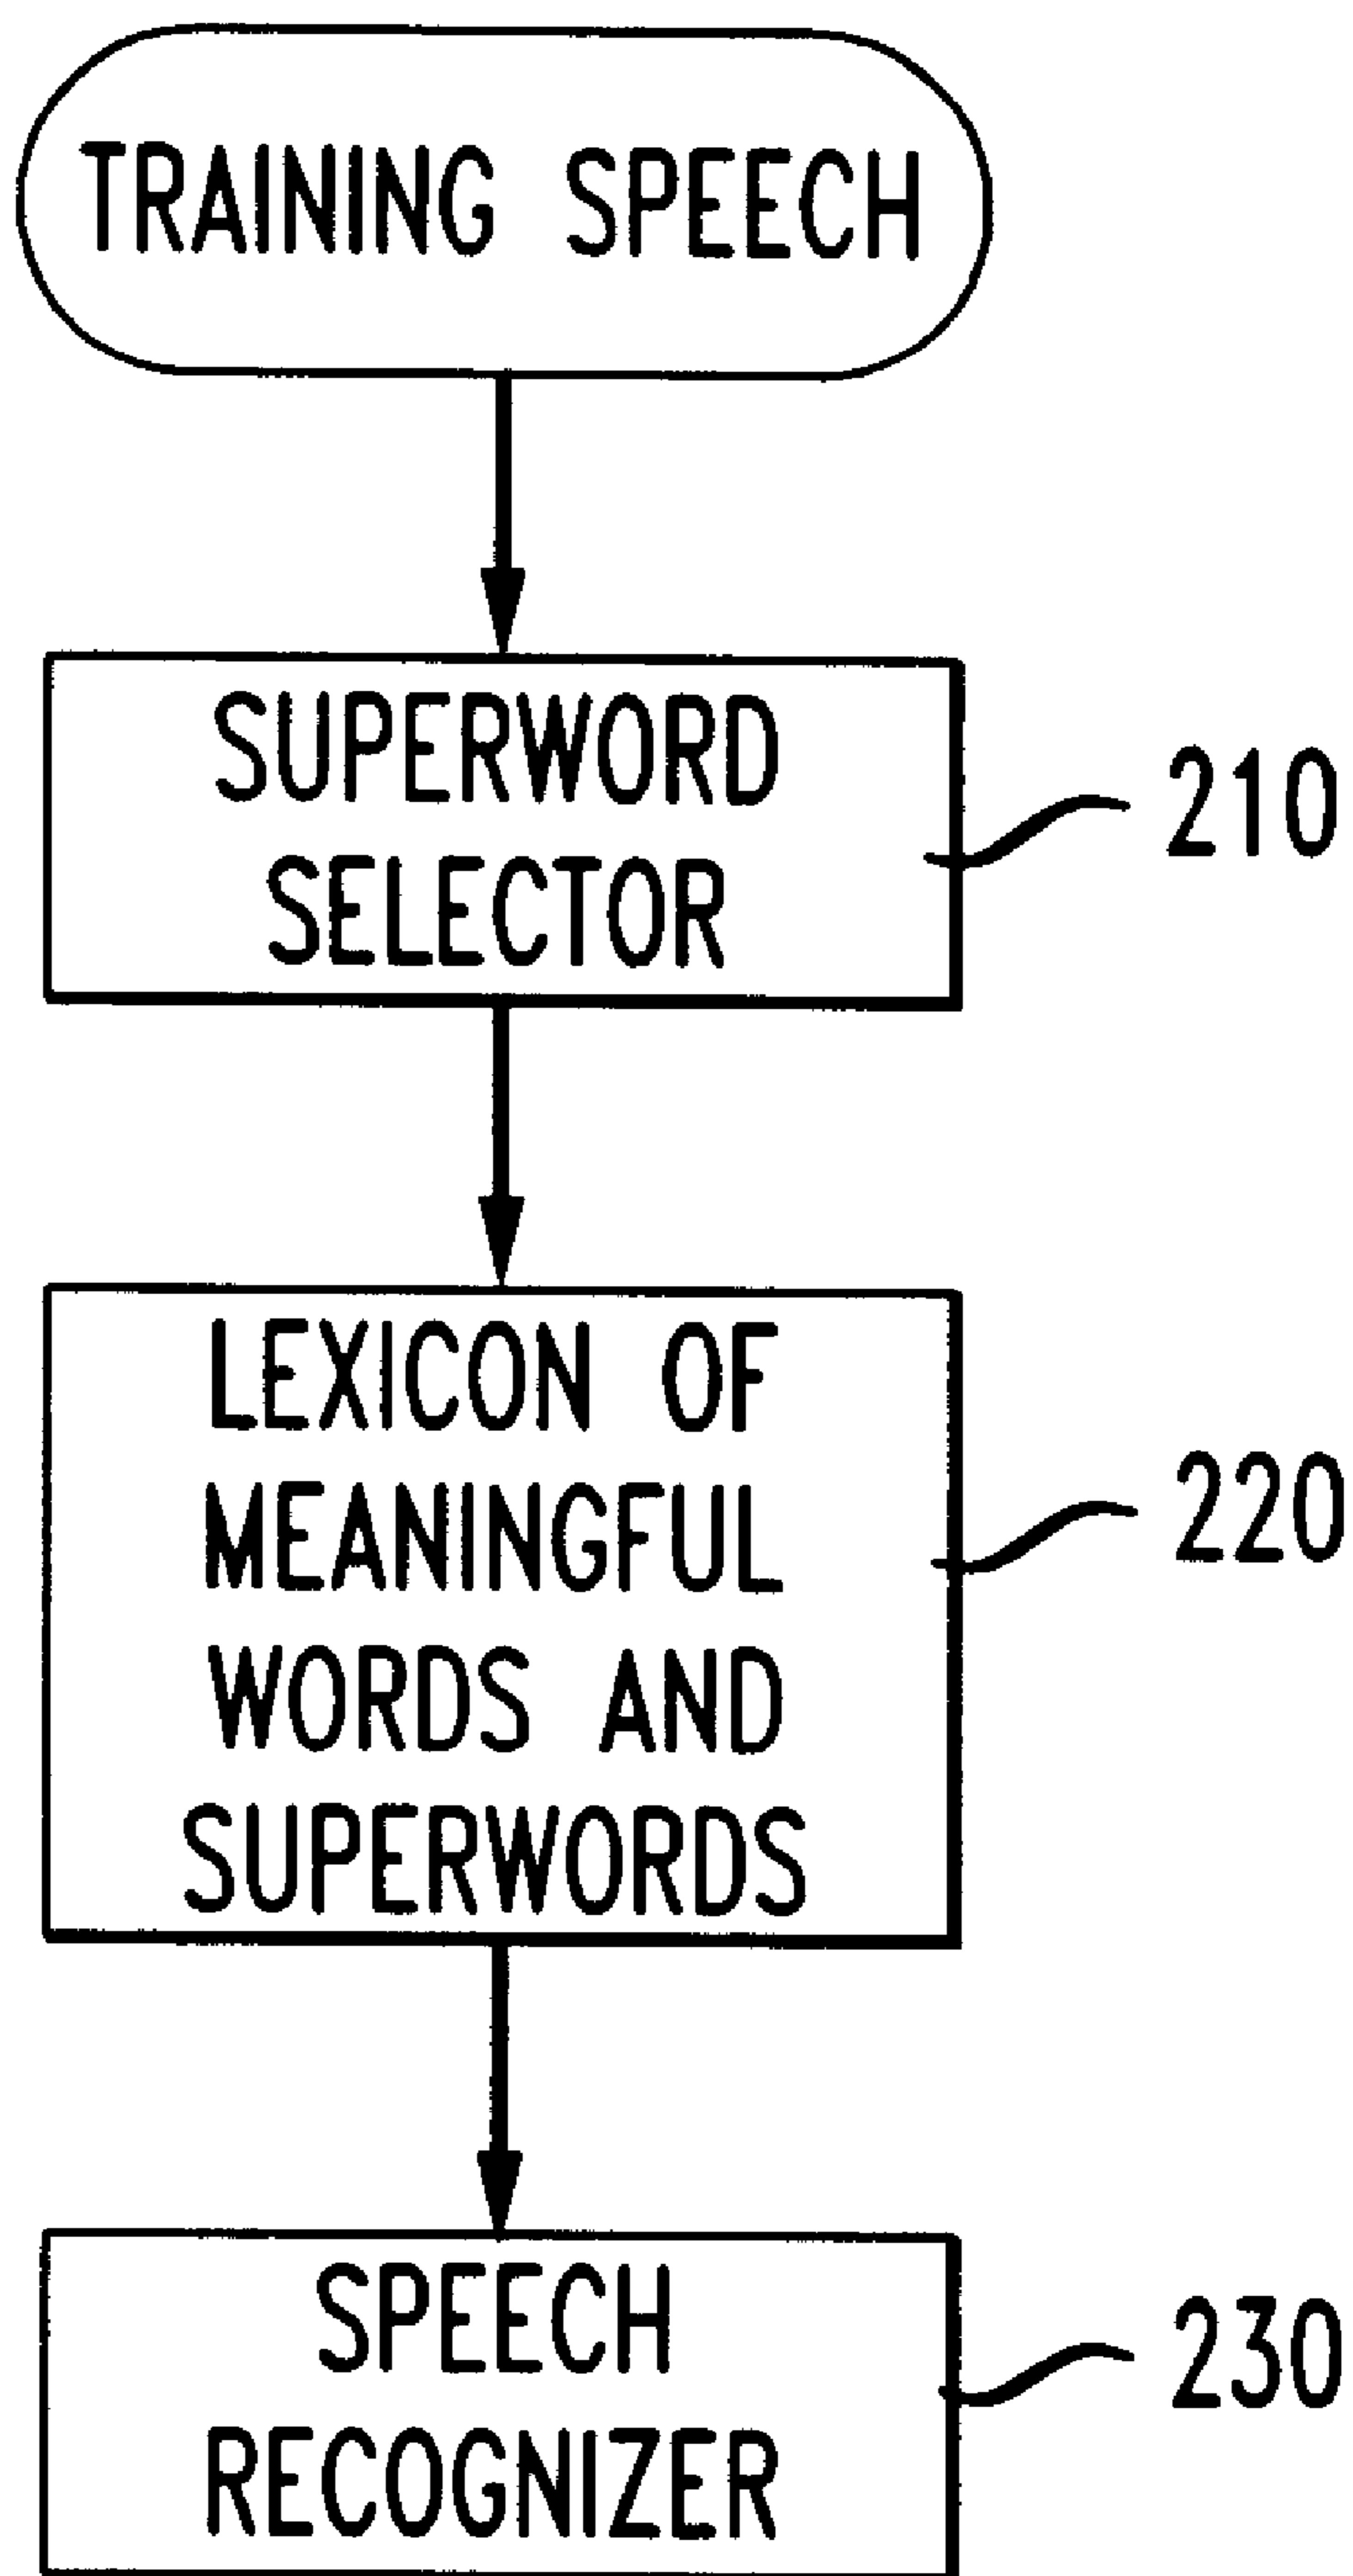 TRAINING SPEECH
SUPERWORD
SELECTOR
210
LEXICON OF
MEANINGFUL
WORDS AND
SUPERWORDS
220
SPEECH
RECOGNIZER
230